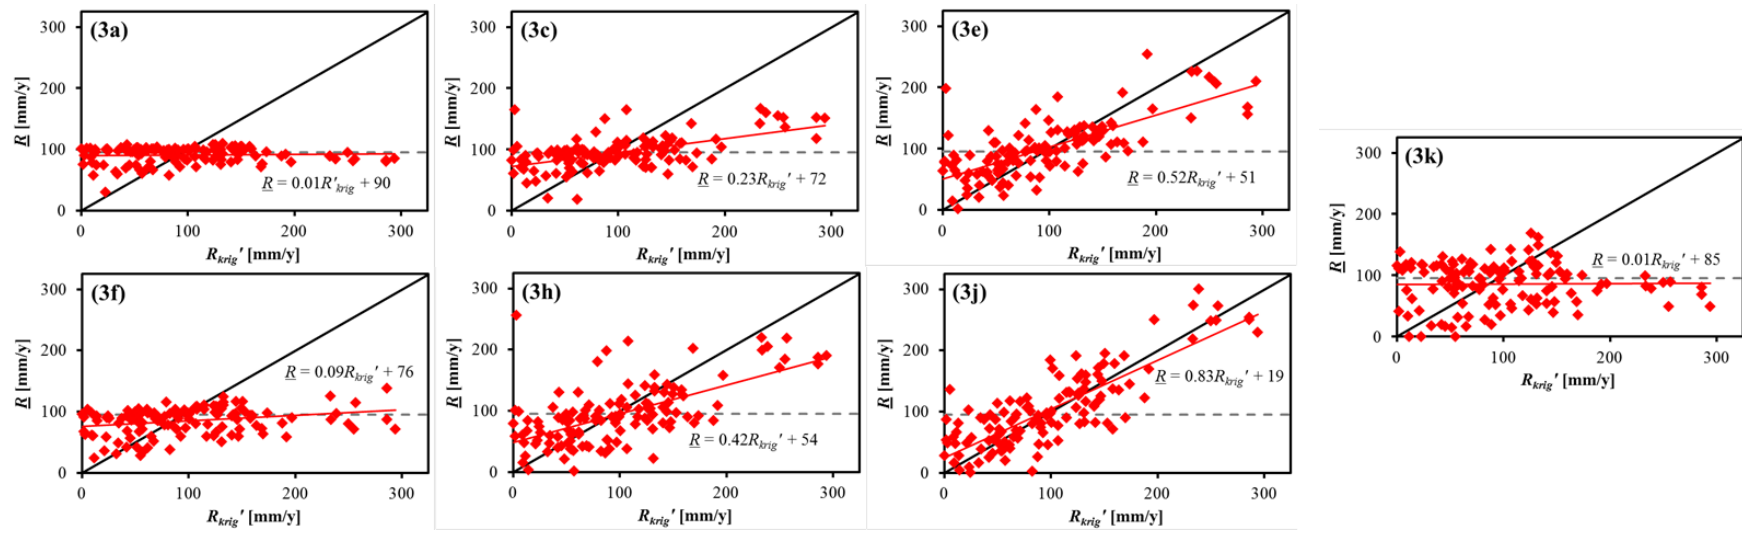 (3a)
300
200
100
0
R [mm/y]
R = 0.01R'krig + 90
0 100 200 300
Rkrig' [mm/y]
(3c)
300
200
100
0
R [mm/y]
R = 0.23Rkrig' + 72
0 100 200 300
Rkrig' [mm/y]
(3e)
300
200
100
0
R [mm/y]
R = 0.52Rkrig' + 51
0 100 200 300
Rkrig' [mm/y]
(3f)
300
200
100
0
R [mm/y]
R = 0.09Rkrig' + 76
0 100 200 300
Rkrig' [mm/y]
(3h)
300
200
100
0
R [mm/y]
R = 0.42Rkrig' + 54
0 100 200 300
Rkrig' [mm/y]
(3j)
300
200
100
0
R [mm/y]
R = 0.83Rkrig' + 19
0 100 200 300
Rkrig' [mm/y]
(3k)
300
200
100
0
R [mm/y]
R = 0.01Rkrig' + 85
0 100 200 300
Rkrig' [mm/y]